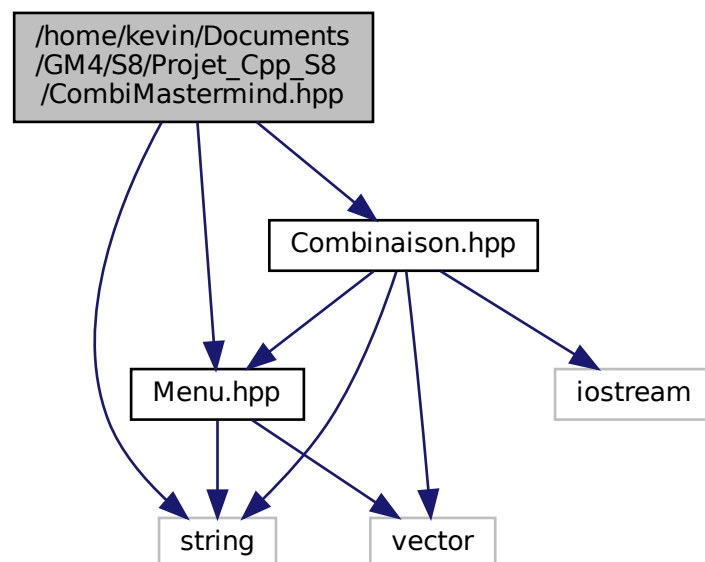 /home/kevin/Documents
/GM4/S8/Projet_Cpp_S8
/CombiMastermind.hpp
Combinaison.hpp
Menu.hpp
iostream
string
vector